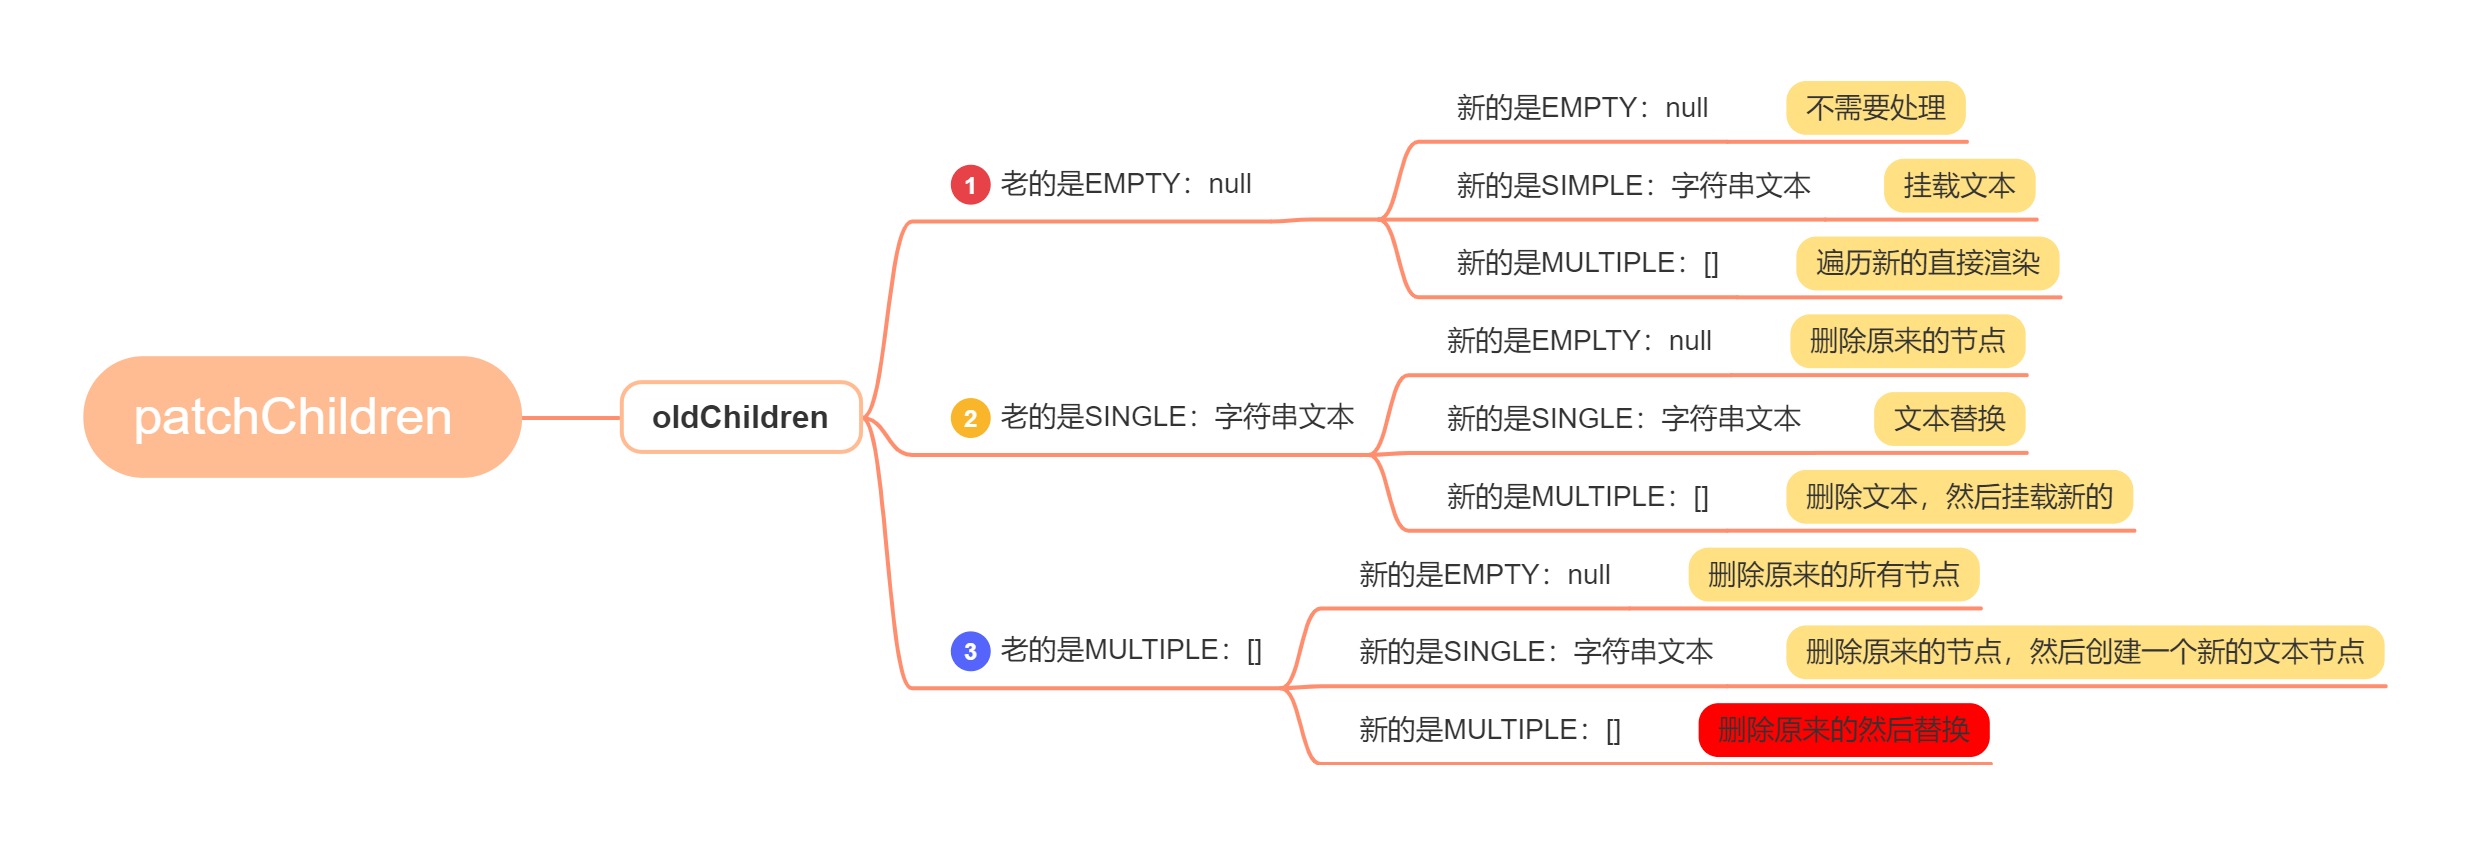 patchChildren
oldChildren
1 老的是EMPTY：null
新的是EMPTY：null 不需要处理
新的是SIMPLE：字符串文本 挂载文本
新的是MULTIPLE：[] 遍历新的直接渲染
2 老的是SINGLE：字符串文本
新的是EMPLTY：null 删除原来的节点
新的是SINGLE：字符串文本 文本替换
新的是MULTIPLE：[] 删除文本，然后挂载新的
3 老的是MULTIPLE：[]
新的是EMPTY：null 删除原来的所有节点
新的是SINGLE：字符串文本 删除原来的节点，然后创建一个新的文本节点
新的是MULTIPLE：[] 删除原来的然后替换